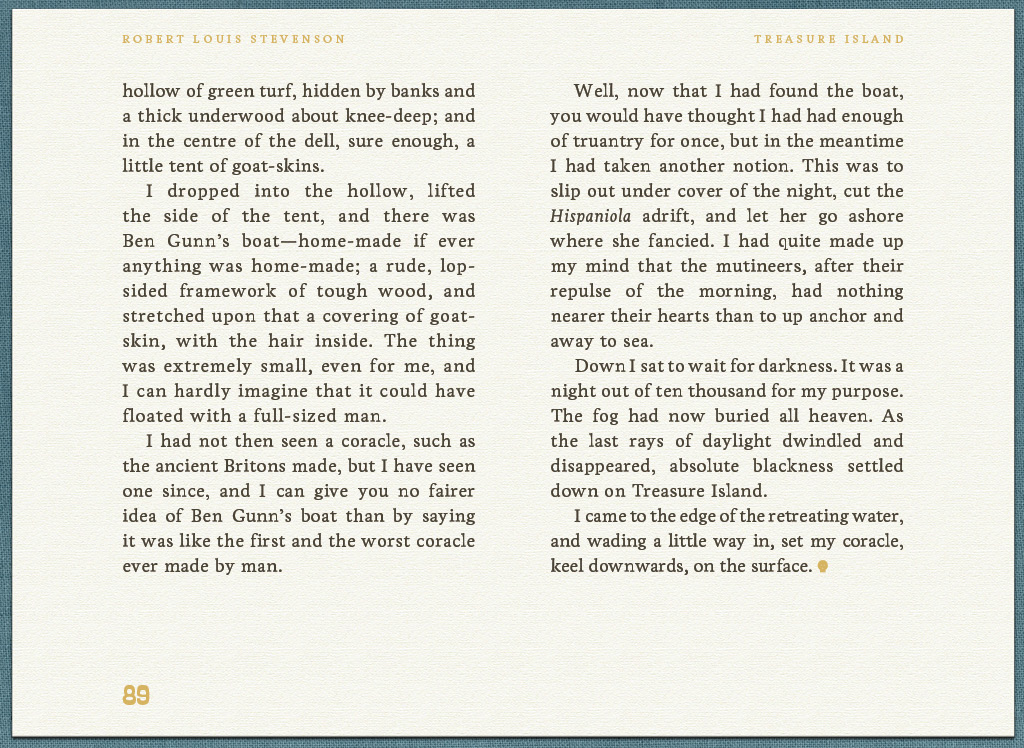 ROBERT LOUIS STEVENSON
TREASURE ISLAND
hollow of green turf, hidden by banks and
a thick underwood about knee-deep; and
in the centre of the dell, sure enough, a
little tent of goat-skins.
I dropped into the hollow, lifted
the side of the tent, and there was
Ben Gunn’s boat—home-made if ever
anything was home-made; a rude, lop-
sided framework of tough wood, and
stretched upon that a covering of goat-
skin, with the hair inside. The thing
was extremely small, even for me, and
I can hardly imagine that it could have
floated with a full-sized man.
I had not then seen a coracle, such as
the ancient Britons made, but I have seen
one since, and I can give you no fairer
idea of Ben Gunn’s boat than by saying
it was like the first and the worst coracle
ever made by man.
Well, now that I had found the boat,
you would have thought I had had enough
of truantry for once, but in the meantime
I had taken another notion. This was to
slip out under cover of the night, cut the
Hispaniola adrift, and let her go ashore
where she fancied. I had quite made up
my mind that the mutineers, after their
repulse of the morning, had nothing
nearer their hearts than to up anchor and
away to sea.
Down I sat to wait for darkness. It was a
night out of ten thousand for my purpose.
The fog had now buried all heaven. As
the last rays of daylight dwindled and
disappeared, absolute blackness settled
down on Treasure Island.
I came to the edge of the retreating water,
and wading a little way in, set my coracle,
keel downwards, on the surface.
89